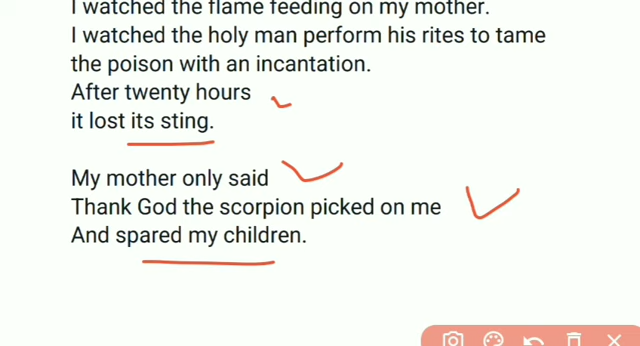 I watched the flame feeding on my mother.
I watched the holy man perform his rites to tame
the poison with an incantation.
After twenty hours
it lost its sting.
My mother only said
Thank God the scorpion picked on me
And spared my children.